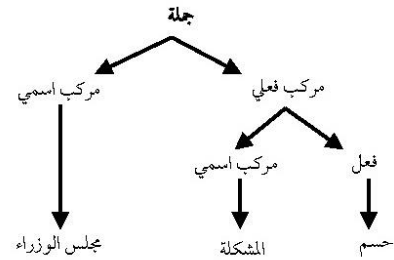 جملة
مركب فعلي
مركب اسمي
فعل
مركب اسمي
حسم
المشكلة
مجلس الوزراء